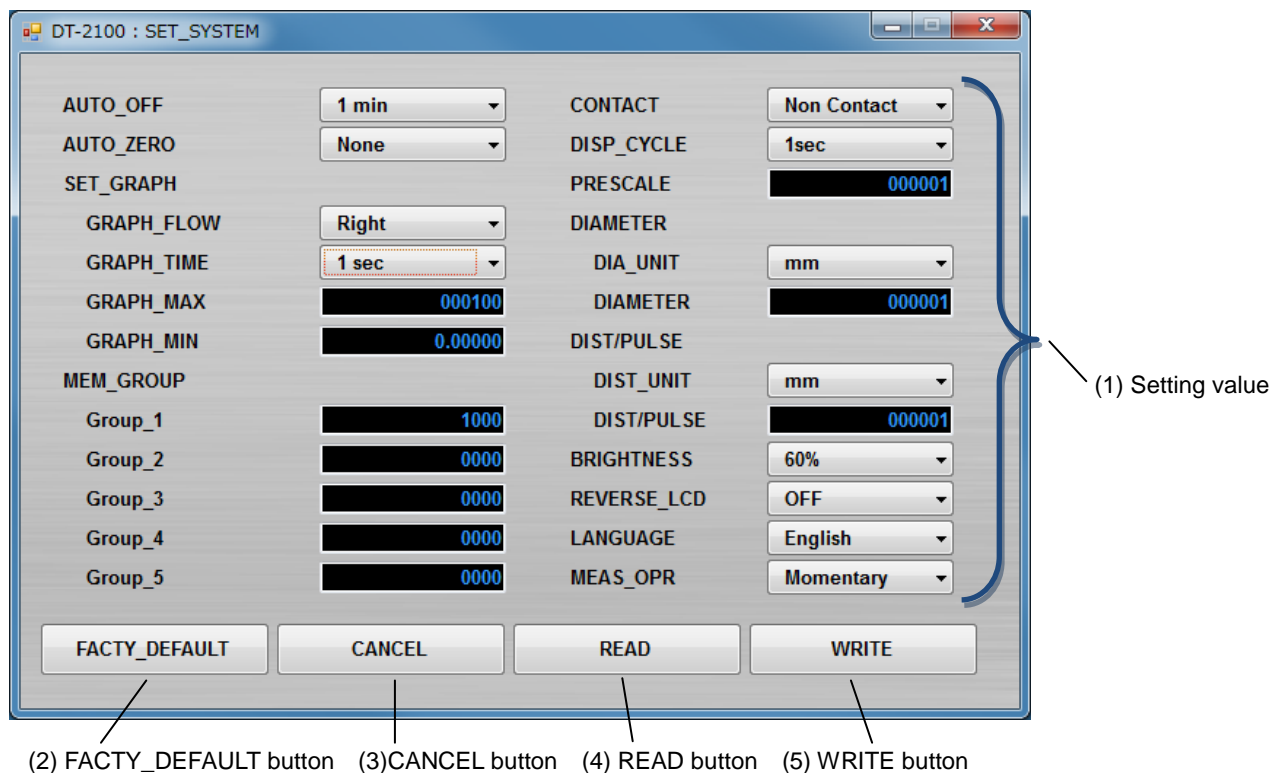 DT-2100 : SET_SYSTEM
AUTO_OFF 1 min CONTACT Non Contact
AUTO_ZERO None DISP_CYCLE 1sec
SET_GRAPH PRESCALE 000001
GRAPH_FLOW Right DIAMETER
GRAPH_TIME 1 sec DIA_UNIT mm
GRAPH_MAX 000100 DIAMETER 000001
GRAPH_MIN 0.00000 DIST/PULSE
MEM_GROUP DIST_UNIT mm
(1) Setting value
Group_1 1000 DIST/PULSE 000001
Group_2 0000 BRIGHTNESS 60%
Group_3 0000 REVERSE_LCD OFF
Group_4 0000 LANGUAGE English
Group_5 0000 MEAS_OPR Momentary
FACTY_DEFAULT CANCEL READ WRITE
(2) FACTY_DEFAULT button (3)CANCEL button (4) READ button (5) WRITE button